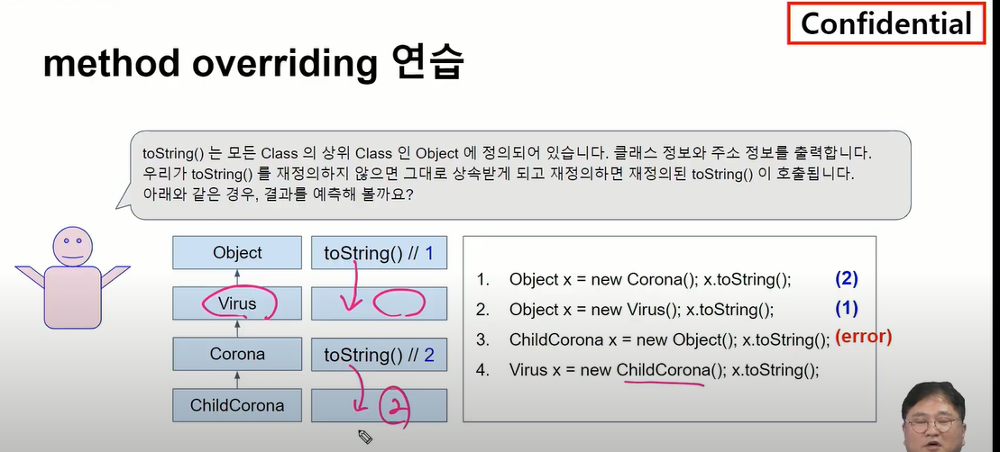 Confidential
method overriding 연습
toString() 는 모든 Class 의 상위 Class 인 Object 에 정의되어 있습니다. 클래스 정보와 주소 정보를 출력합니다.
우리가 toString() 를 재정의하지 않으면 그대로 상속받게 되고 재정의하면 재정의된 toString() 이 호출됩니다.
아래와 같은 경우, 결과를 예측해 볼까요?
Object toString() // 1
Virus
Corona toString() // 2
ChildCorona 2
1. Object x = new Corona(); x.toString(); (2)
2. Object x = new Virus(); x.toString(); (1)
3. ChildCorona x = new Object(); x.toString(); (error)
4. Virus x = new ChildCorona(); x.toString();